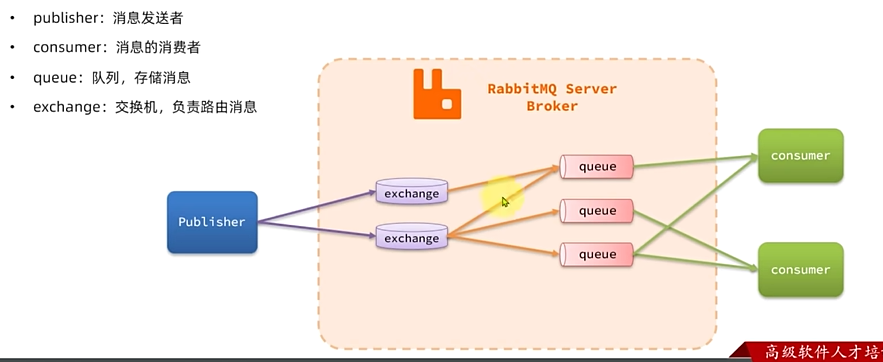 • publisher：消息发送者
• consumer：消息的消费者
• queue：队列，存储消息
• exchange：交换机，负责路由消息
RabbitMQ Server
Broker
Publisher
exchange
exchange
queue
queue
queue
consumer
consumer
高级软件人才培